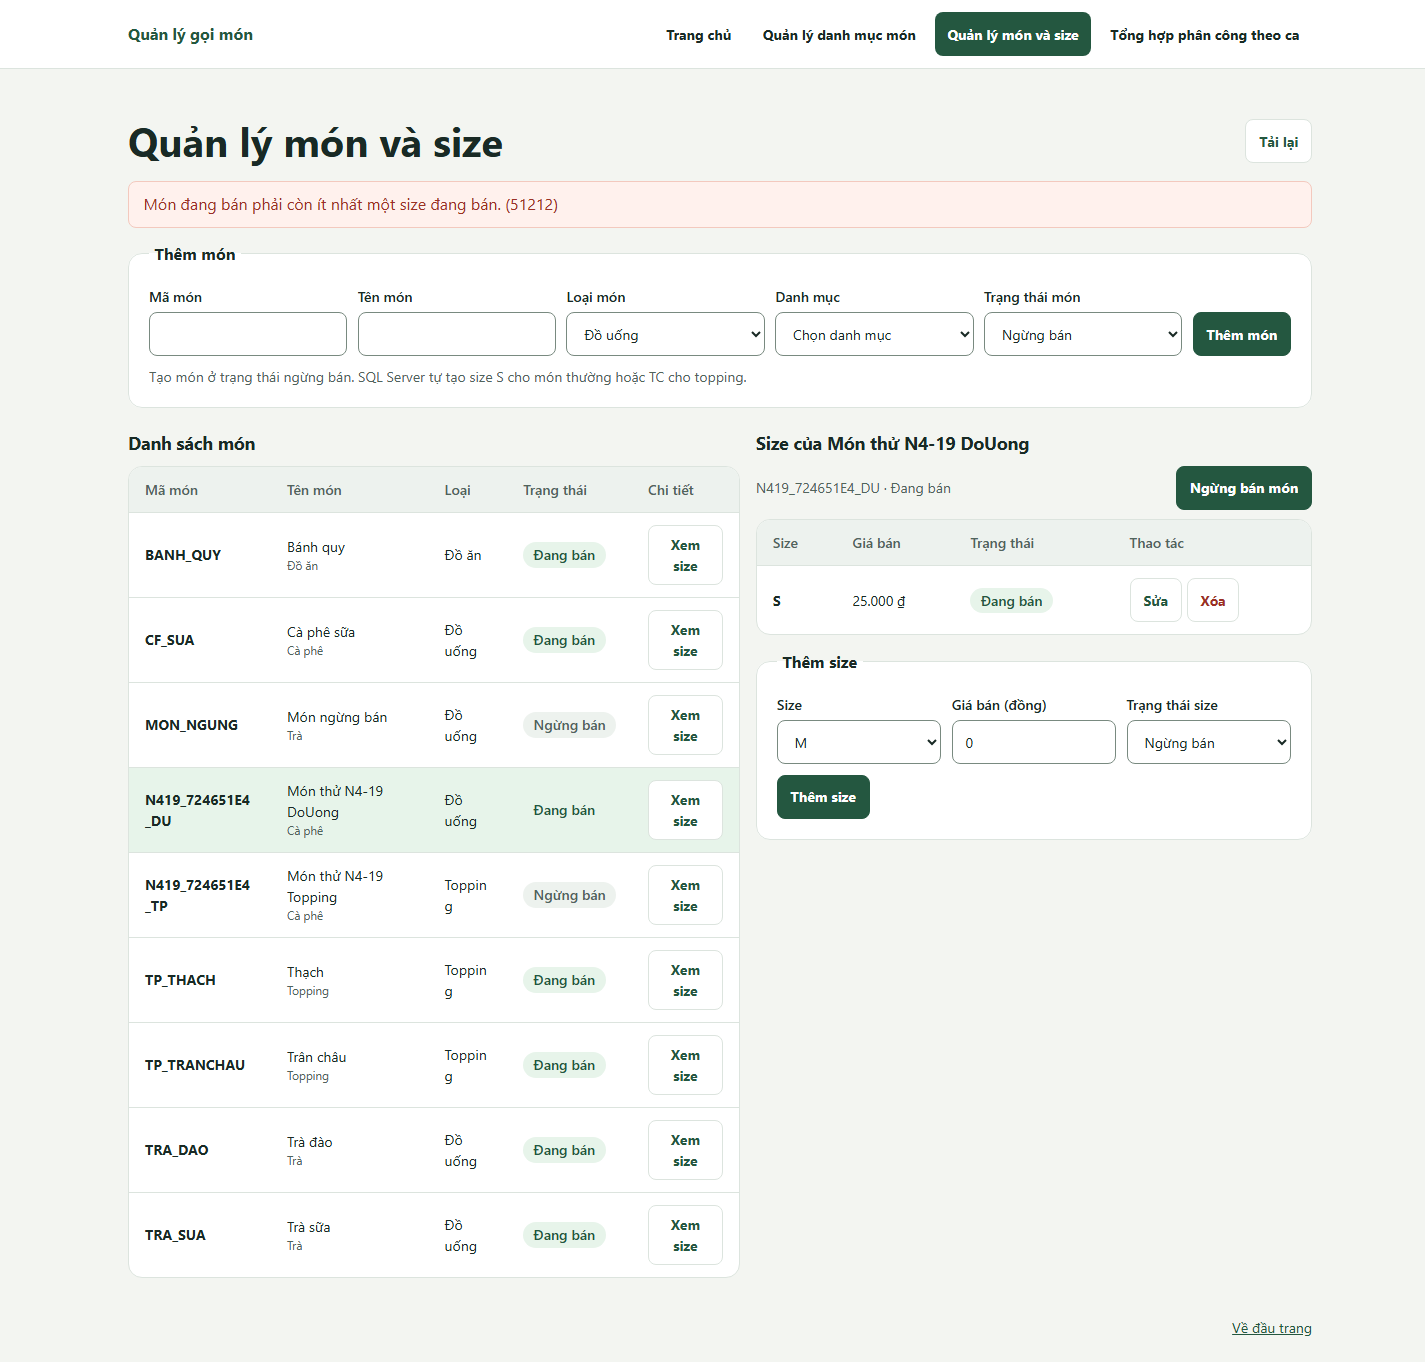 Quản lý gọi món
Trang chủ
Quản lý danh mục món
Quản lý món và size
Tổng hợp phân công theo ca
Quản lý món và size
Tải lại
Món đang bán phải còn ít nhất một size đang bán. (51212)
Thêm món
Mã món
Tên món
Loại món
Danh mục
Trạng thái món
Đồ uống
Chọn danh mục
Ngừng bán
Thêm món
Tạo món ở trạng thái ngừng bán. SQL Server tự tạo size S cho món thường hoặc TC cho topping.
Danh sách món
Mã món
Tên món
Loại
Trạng thái
Chi tiết
BANH_QUY
Bánh quy
Đồ ăn
Đồ ăn
Đang bán
Xem
size
CF_SUA
Cà phê sữa
Cà phê
Đồ
uống
Đang bán
Xem
size
MON_NGUNG
Món ngừng bán
Trà
Đồ
uống
Ngừng bán
Xem
size
N419_724651E4
_DU
Món thử N4-19
DoUong
Cà phê
Đồ
uống
Đang bán
Xem
size
N419_724651E4
_TP
Món thử N4-19
Topping
Cà phê
Toppin
g
Ngừng bán
Xem
size
TP_THACH
Thạch
Topping
Toppin
g
Đang bán
Xem
size
TP_TRANCHAU
Trân châu
Topping
Toppin
g
Đang bán
Xem
size
TRA_DAO
Trà đào
Trà
Đồ
uống
Đang bán
Xem
size
TRA_SUA
Trà sữa
Trà
Đồ
uống
Đang bán
Xem
size
Size của Món thử N4-19 DoUong
N419_724651E4_DU · Đang bán
Ngừng bán món
Size
Giá bán
Trạng thái
Thao tác
S
25.000 ₫
Đang bán
Sửa
Xóa
Thêm size
Size
Giá bán (đồng)
Trạng thái size
M
0
Ngừng bán
Thêm size
Về đầu trang